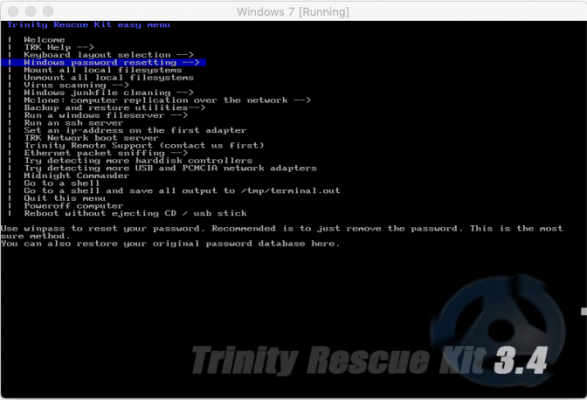 Windows 7 [Running]
Trinity Rescue Kit easy menu
| Welcome
| TRK Help -->
| Keyboard layout selection -->
| Windows password resetting -->
| Mount all local filesystems
| Unmount all local filesystems
| Virus scanning -->
| Windows junkfile cleaning -->
| Mclone: computer replication over the network -->
| Backup and restore utilities-->
| Run a windows fileserver -->
| Run an ssh server
| Set an ip-address on the first adapter
| TRK Network boot server
| Trinity Remote Support (contact us first)
| Ethernet packet sniffing -->
| Try detecting more harddisk controllers
| Try detecting more USB and PCMCIA network adapters
| Midnight Commander
| Go to a shell
| Go to a shell and save all output to /tmp/terminal.out
| Quit this menu
| Poweroff computer
| Reboot without ejecting CD / usb stick
Use winpass to reset your password. Recommended is to just remove the password. This is the most
sure method.
You can also restore your original password database here.
Trinity Rescue Kit 3.4